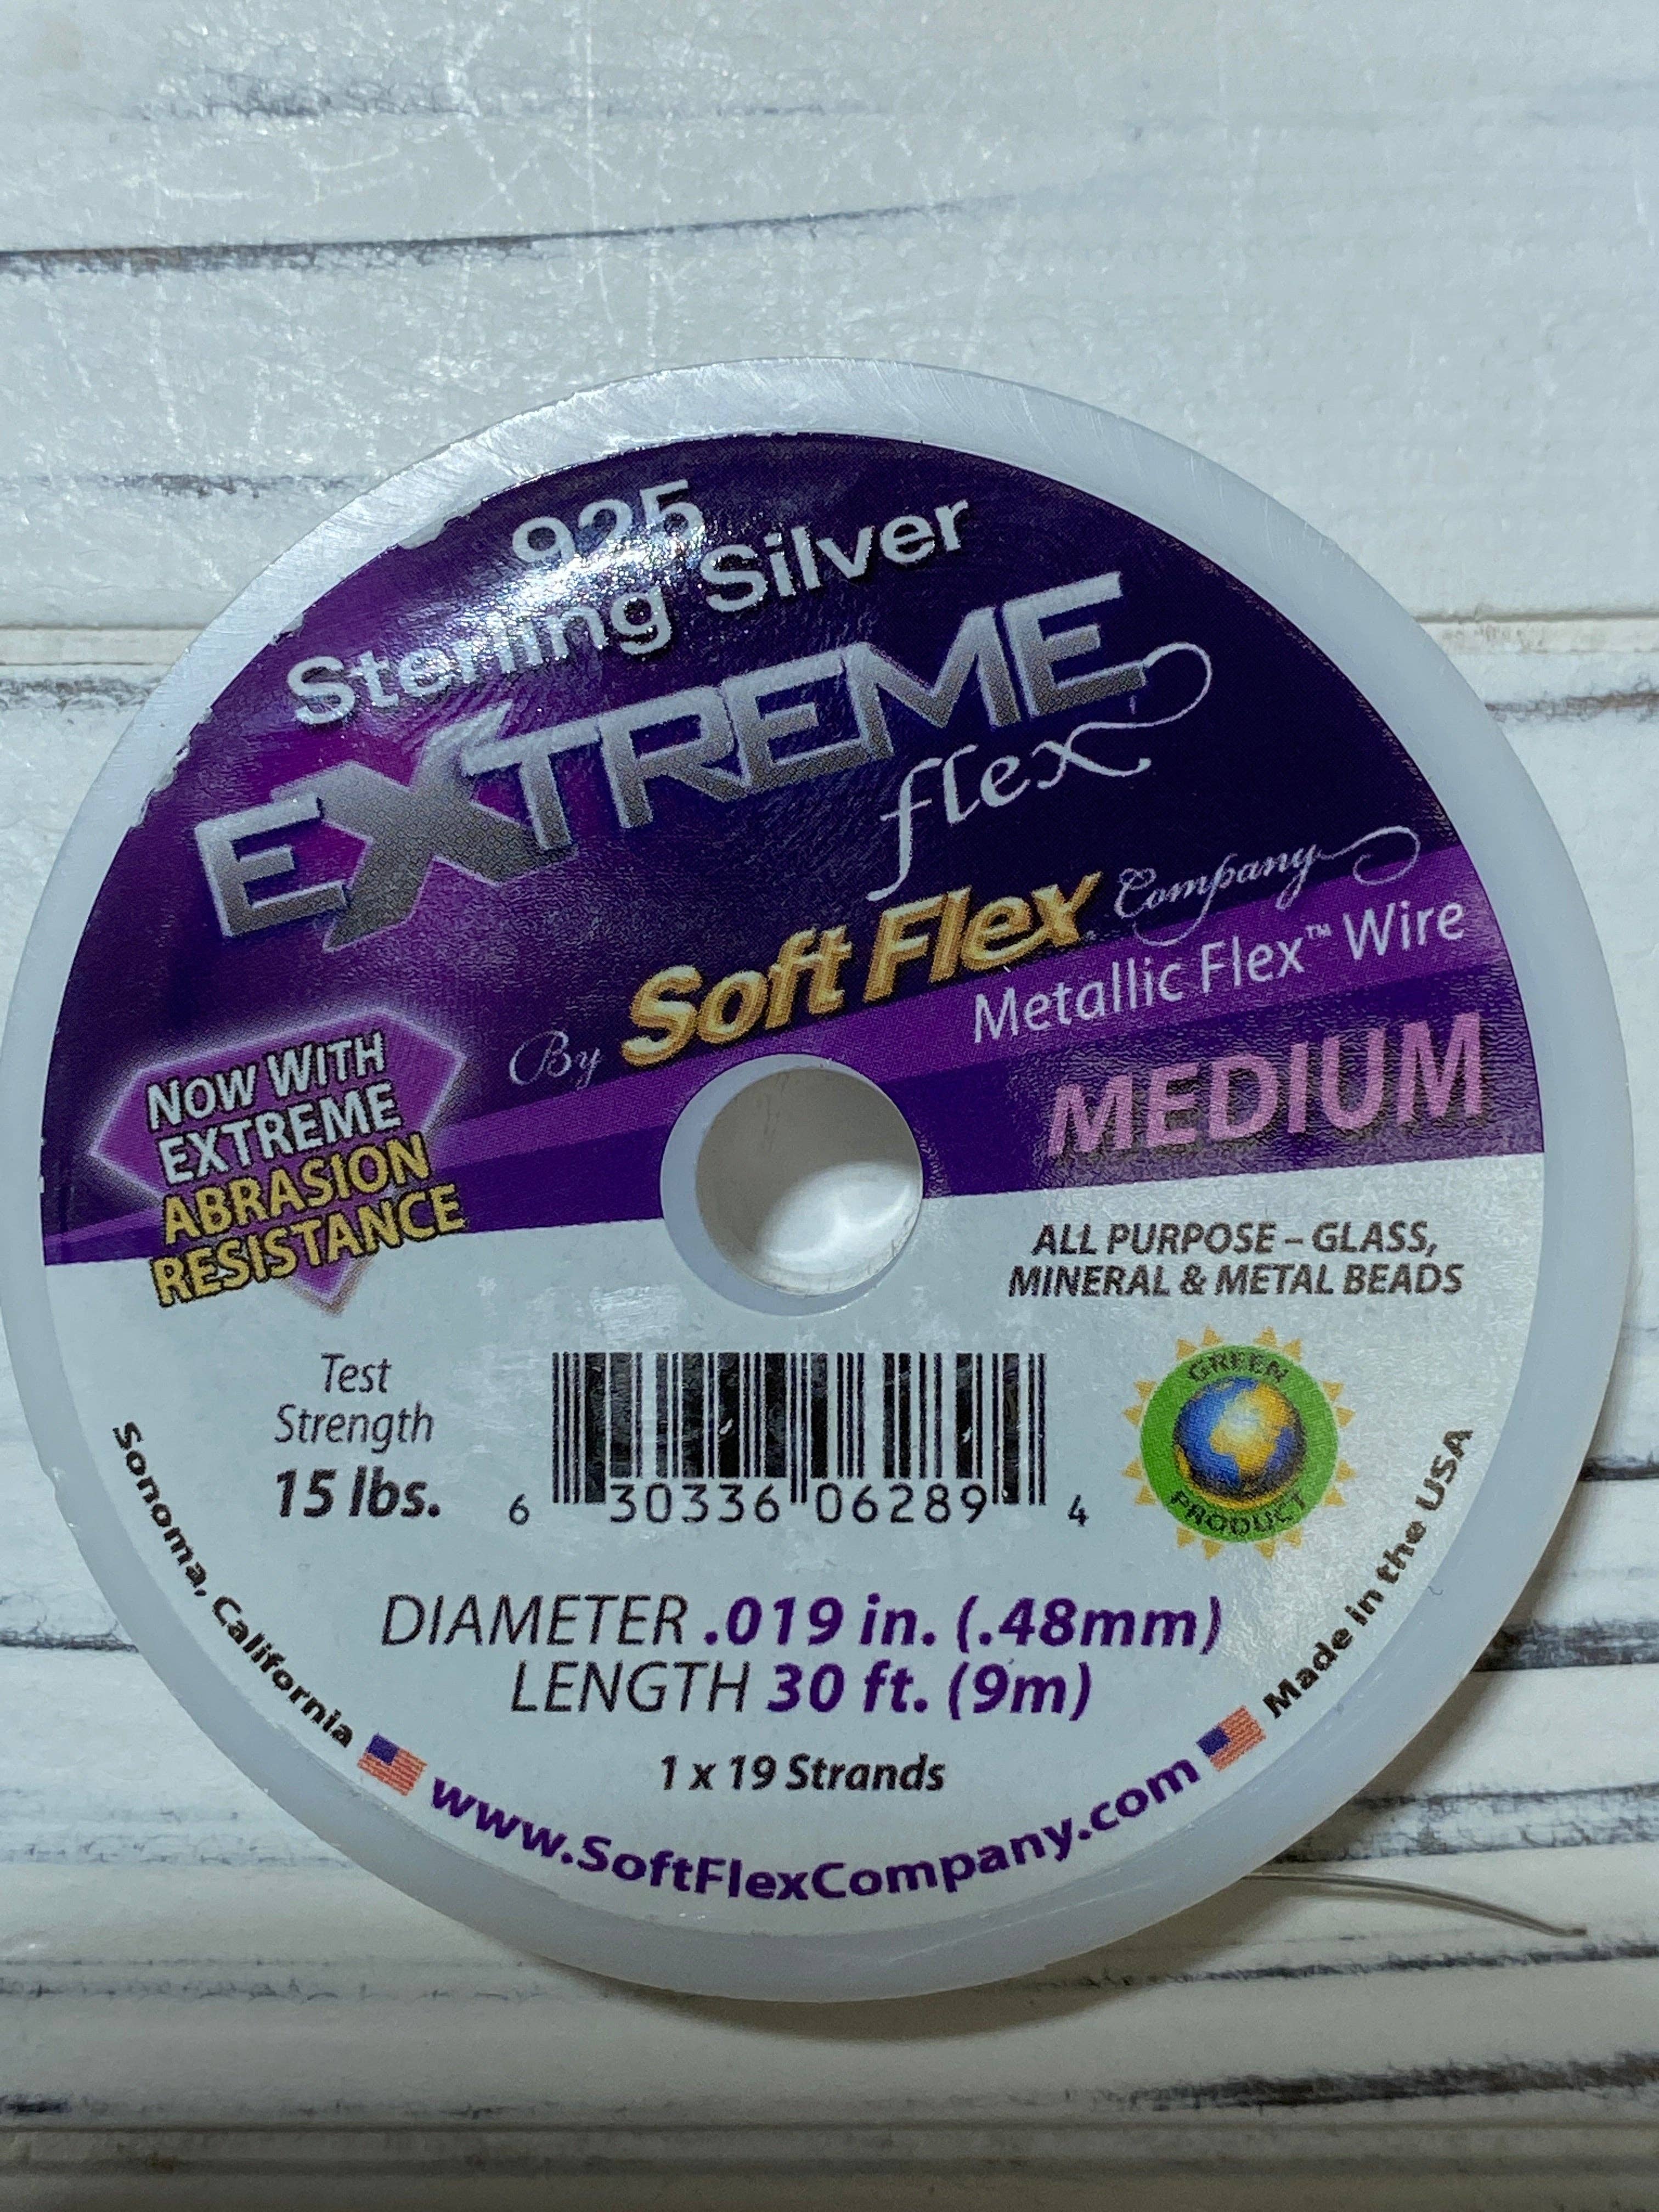 .925
Sterling Silver
EXTREME
flex
By Soft Flex Company
Metallic Flex™ Wire
MEDIUM
NOW WITH
EXTREME
ABRASION
RESISTANCE
ALL PURPOSE – GLASS,
MINERAL & METAL BEADS
Test
Strength
15 lbs.
6 30336 06289 4
GREEN
PRODUCT
DIAMETER .019 in. (.48mm)
LENGTH 30 ft. (9m)
1 x 19 Strands
Sonoma, California
www.SoftFlexCompany.com
Made in the USA